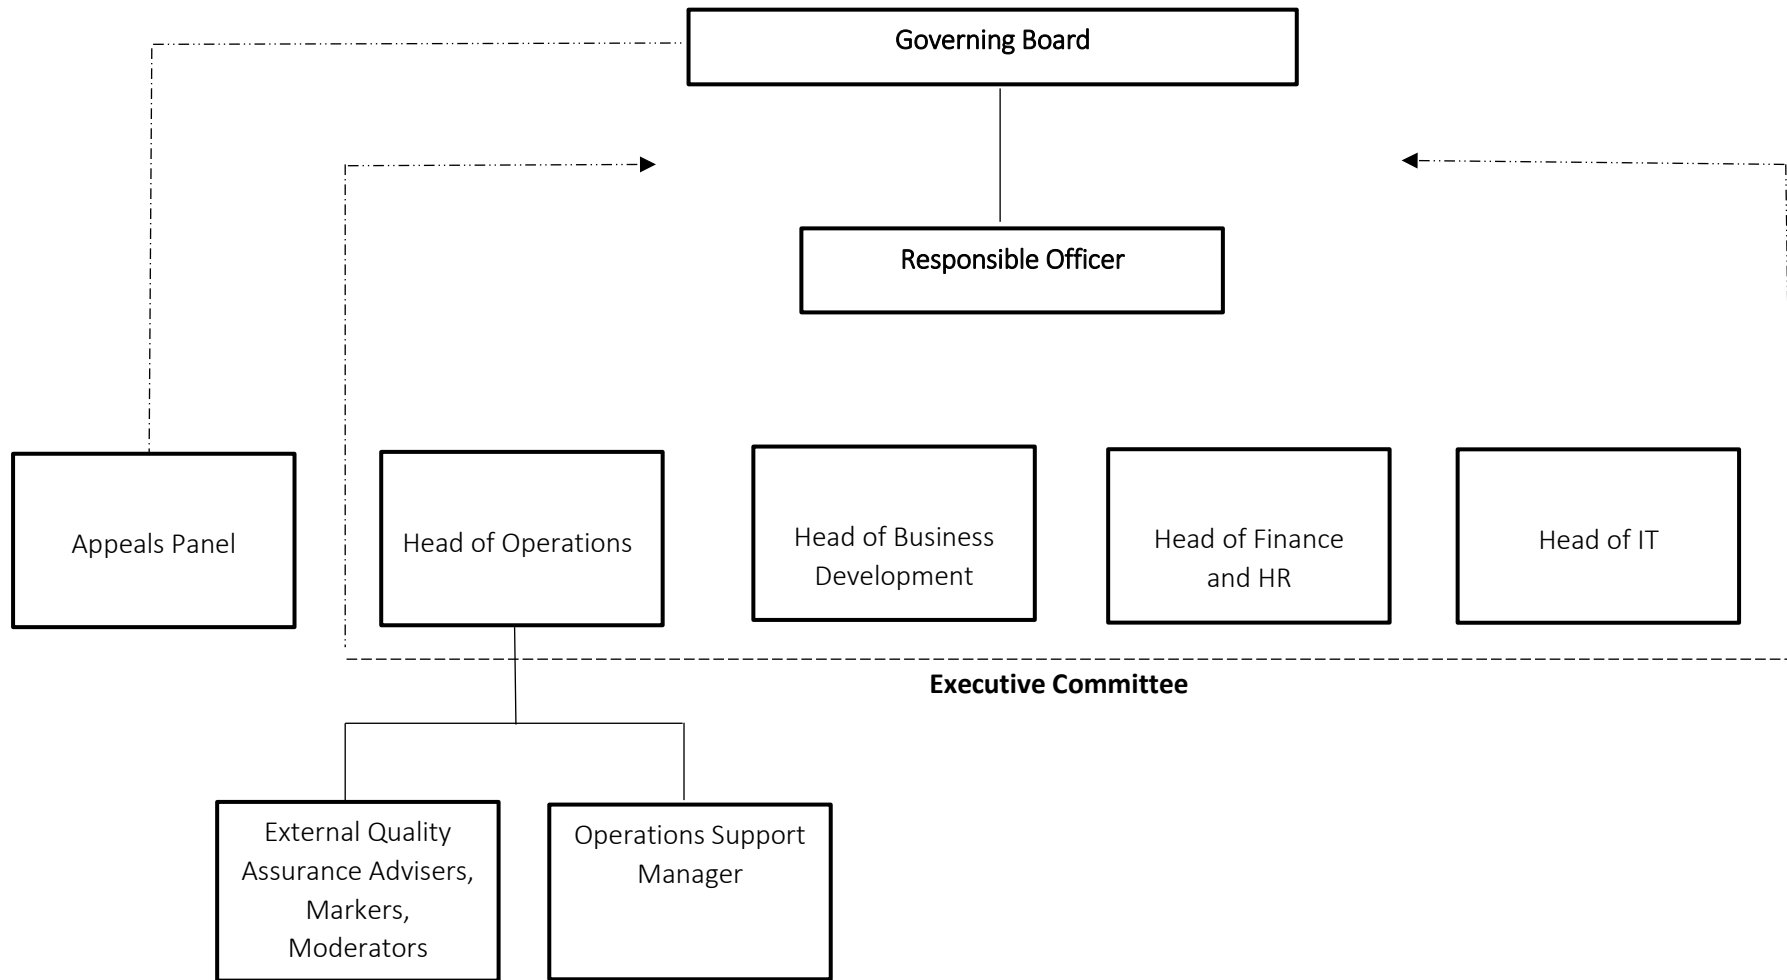 Governing Board
Responsible Officer
Appeals Panel
Head of Operations
Head of Business
Development
Head of Finance
and HR
Head of IT
Executive Committee
External Quality
Assurance Advisers,
Markers,
Moderators
Operations Support
Manager